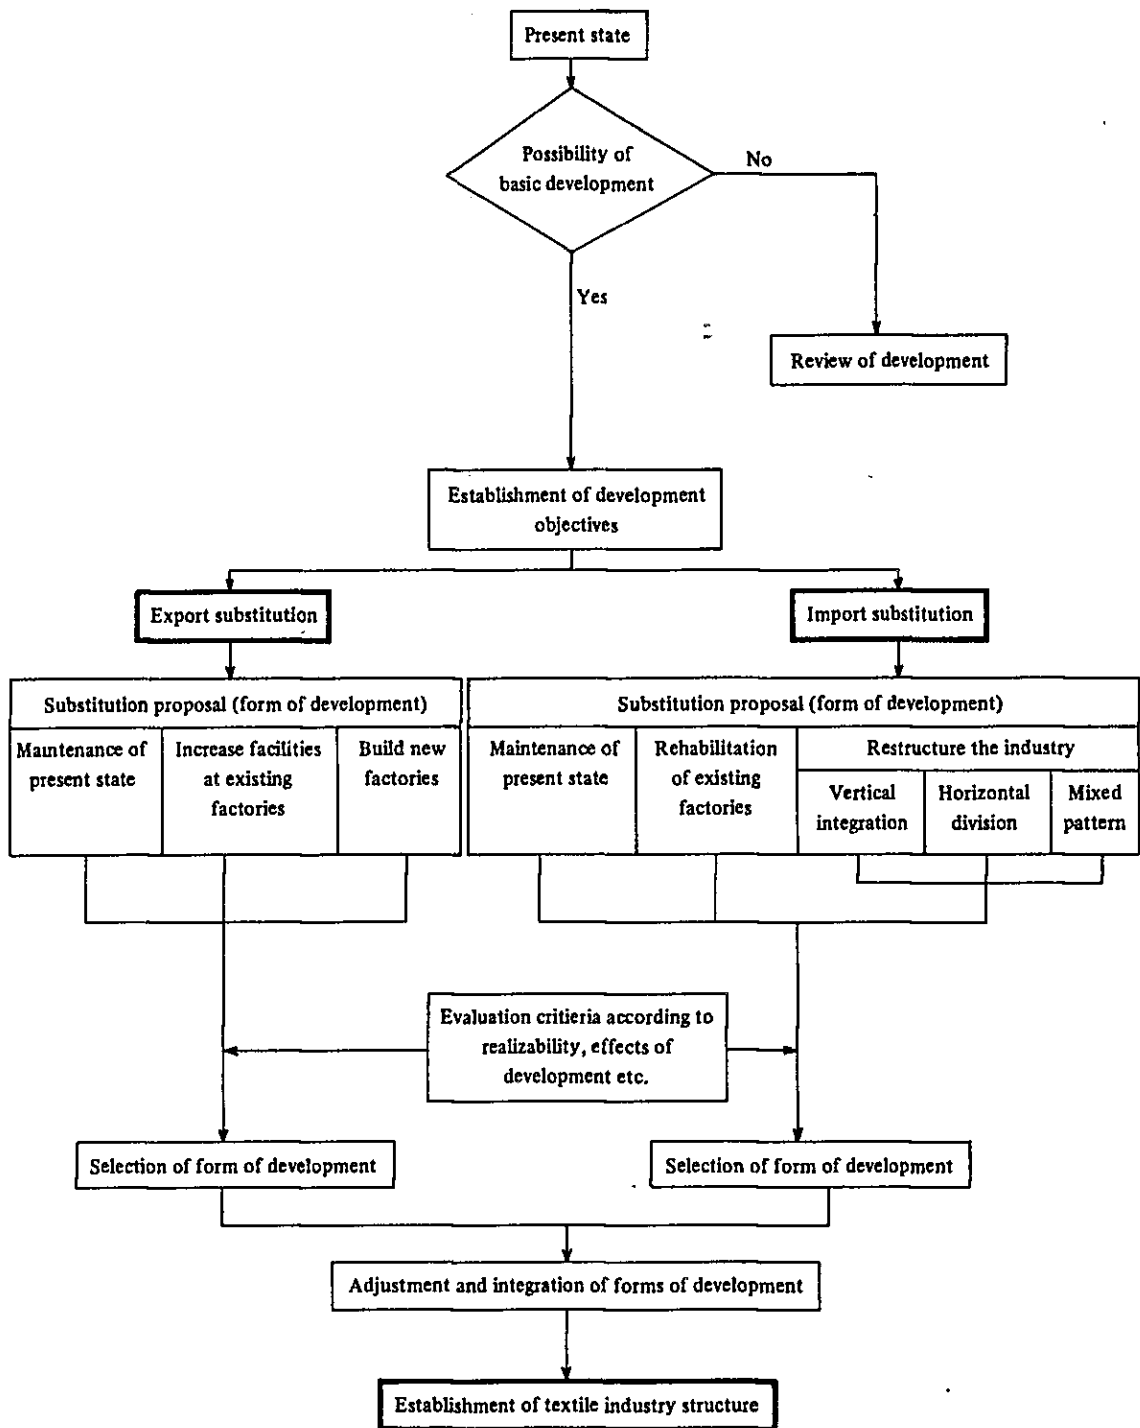 Present state
Possibility of
basic development
No
Yes
Review of development
Establishment of development
objectives
Export substitution
Import substitution
Substitution proposal (form of development)
Maintenance of
present state
Increase facilities
at existing
factories
Build new
factories
Substitution proposal (form of development)
Maintenance of
present state
Rehabilitation
of existing
factories
Restructure the industry
Vertical
integration
Horizontal
division
Mixed
pattern
Evaluation critieria according to
realizability, effects of
development etc.
Selection of form of development
Selection of form of development
Adjustment and integration of forms of development
Establishment of textile industry structure